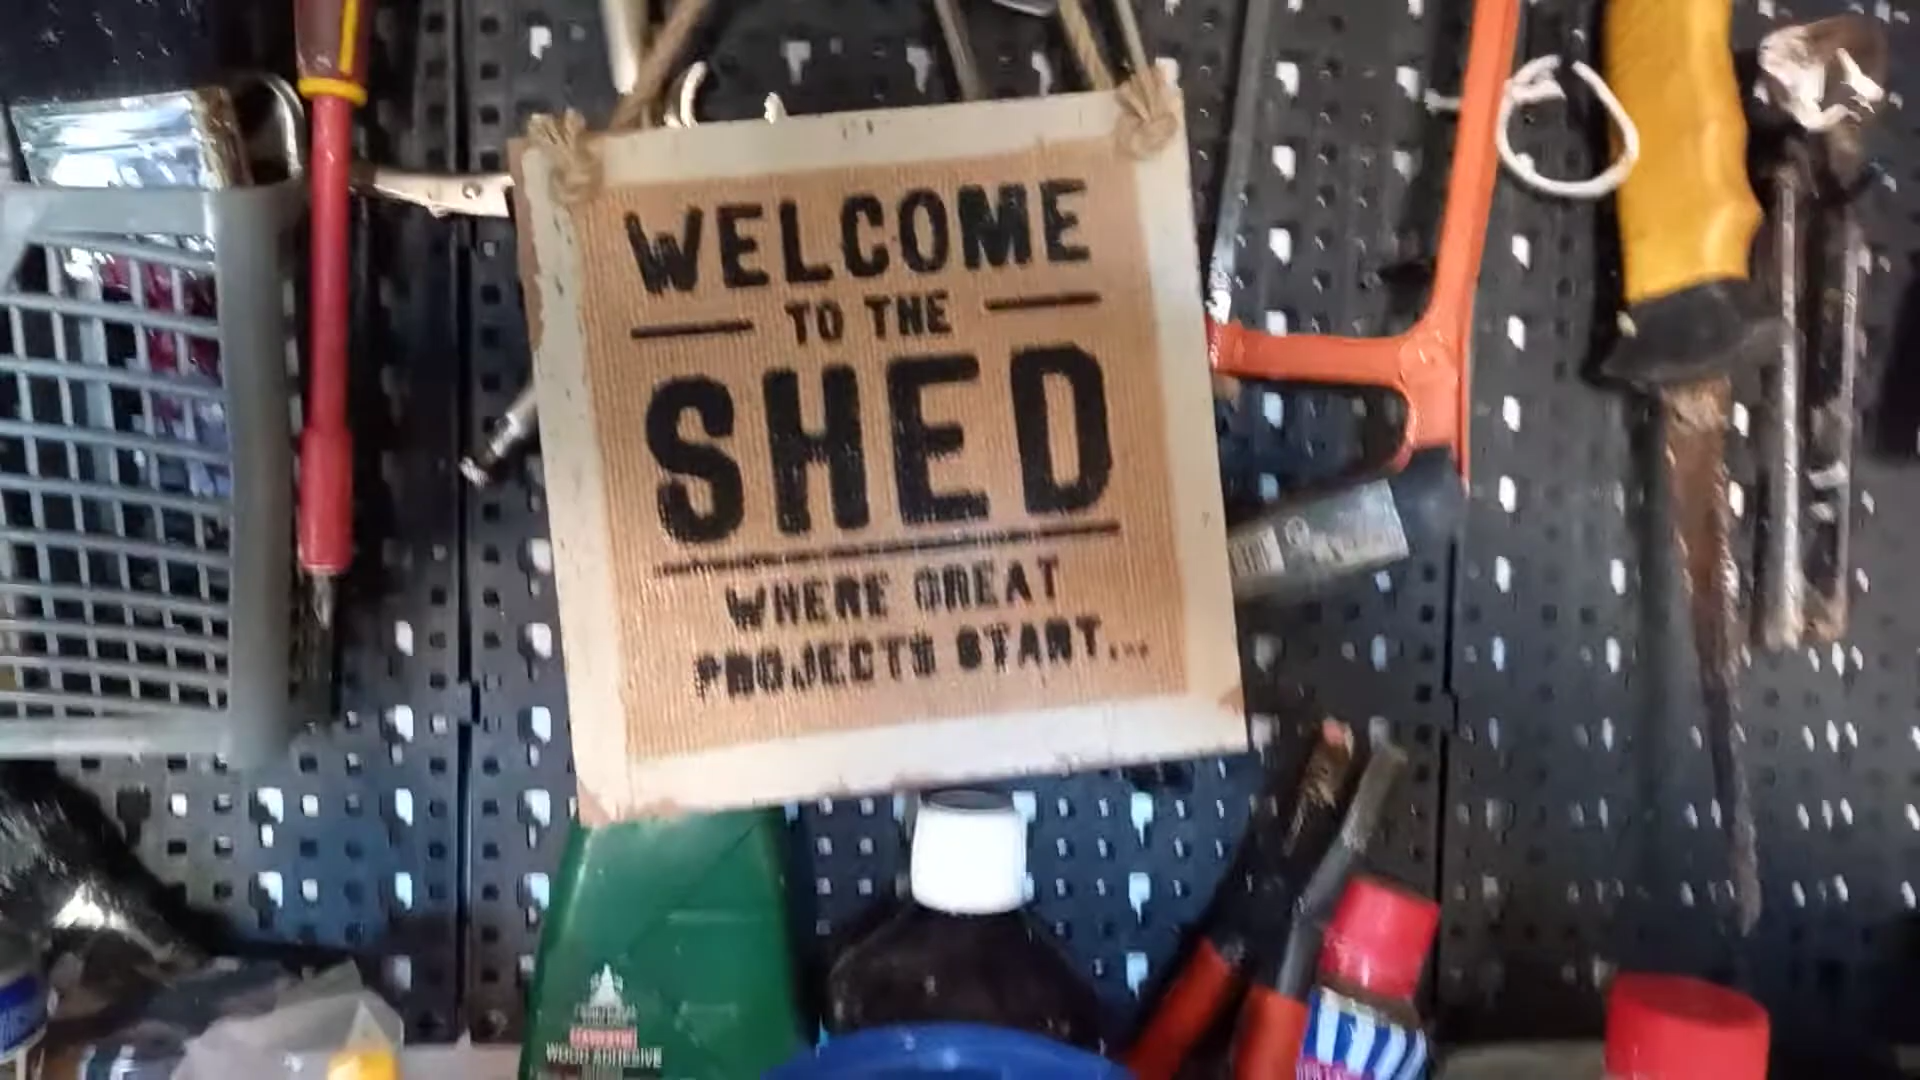 WELCOME
TO THE
SHED
WHERE GREAT
PROJECTS START...
WOOD ADHESIVE